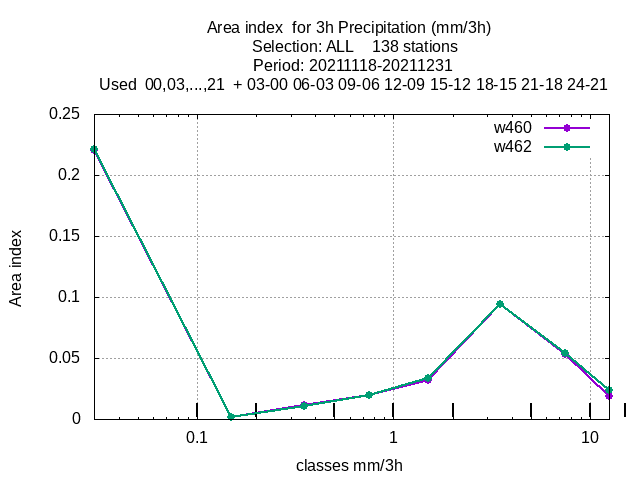 Area index  for 3h Precipitation (mm/3h)
Selection: ALL    138 stations
Period: 20211118-20211231
Used  00,03,...,21  + 03-00 06-03 09-06 12-09 15-12 18-15 21-18 24-21
0.25
w460
w462
0.2
0.15
Area index
0.1
0.05
0
0.1
1
10
classes mm/3h